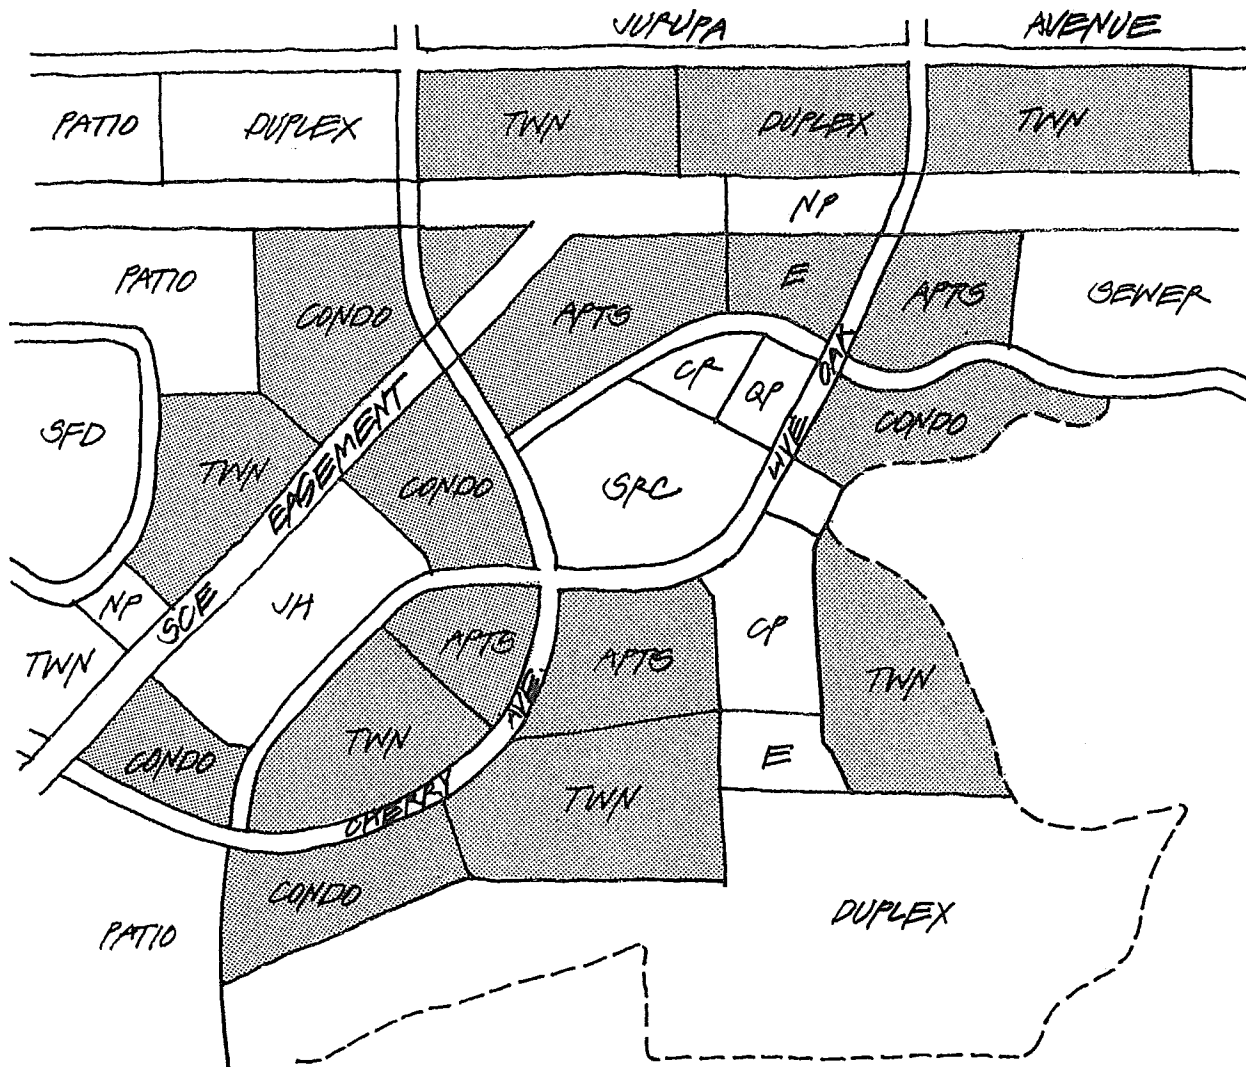 JURUPA AVENUE
PATIO
DUPLEX
TWN
DUPLEX
TWN
NP
PATIO
CONDO
APTS
E
APTS
SEWER
SFD
TWN
EASEMENT
SCE
CONDO
CP
QP
LIVE OAK
CONDO
SRC
NP
JH
TWN
APTS
APTS
CP
TWN
CONDO
TWN
CHERRY AVE.
TWN
E
CONDO
PATIO
DUPLEX